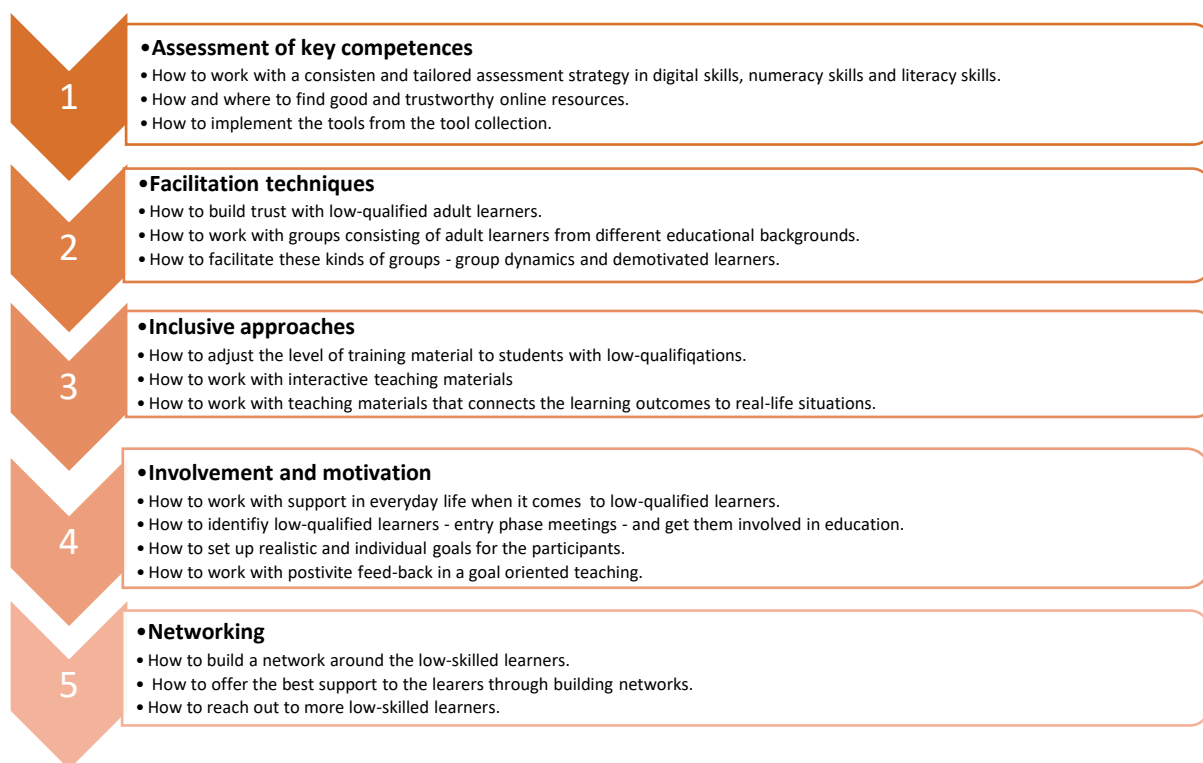 1
•Assessment of key competences
• How to work with a consisten and tailored assessment strategy in digital skills, numeracy skills and literacy skills.
• How and where to find good and trustworthy online resources.
• How to implement the tools from the tool collection.
2
•Facilitation techniques
• How to build trust with low-qualified adult learners.
• How to work with groups consisting of adult learners from different educational backgrounds.
• How to facilitate these kinds of groups - group dynamics and demotivated learners.
3
•Inclusive approaches
• How to adjust the level of training material to students with low-qualifiqations.
• How to work with interactive teaching materials
• How to work with teaching materials that connects the learning outcomes to real-life situations.
4
•Involvement and motivation
• How to work with support in everyday life when it comes to low-qualified learners.
• How to identifiy low-qualified learners - entry phase meetings - and get them involved in education.
• How to set up realistic and individual goals for the participants.
• How to work with postivite feed-back in a goal oriented teaching.
5
•Networking
• How to build a network around the low-skilled learners.
• How to offer the best support to the learers through building networks.
• How to reach out to more low-skilled learners.